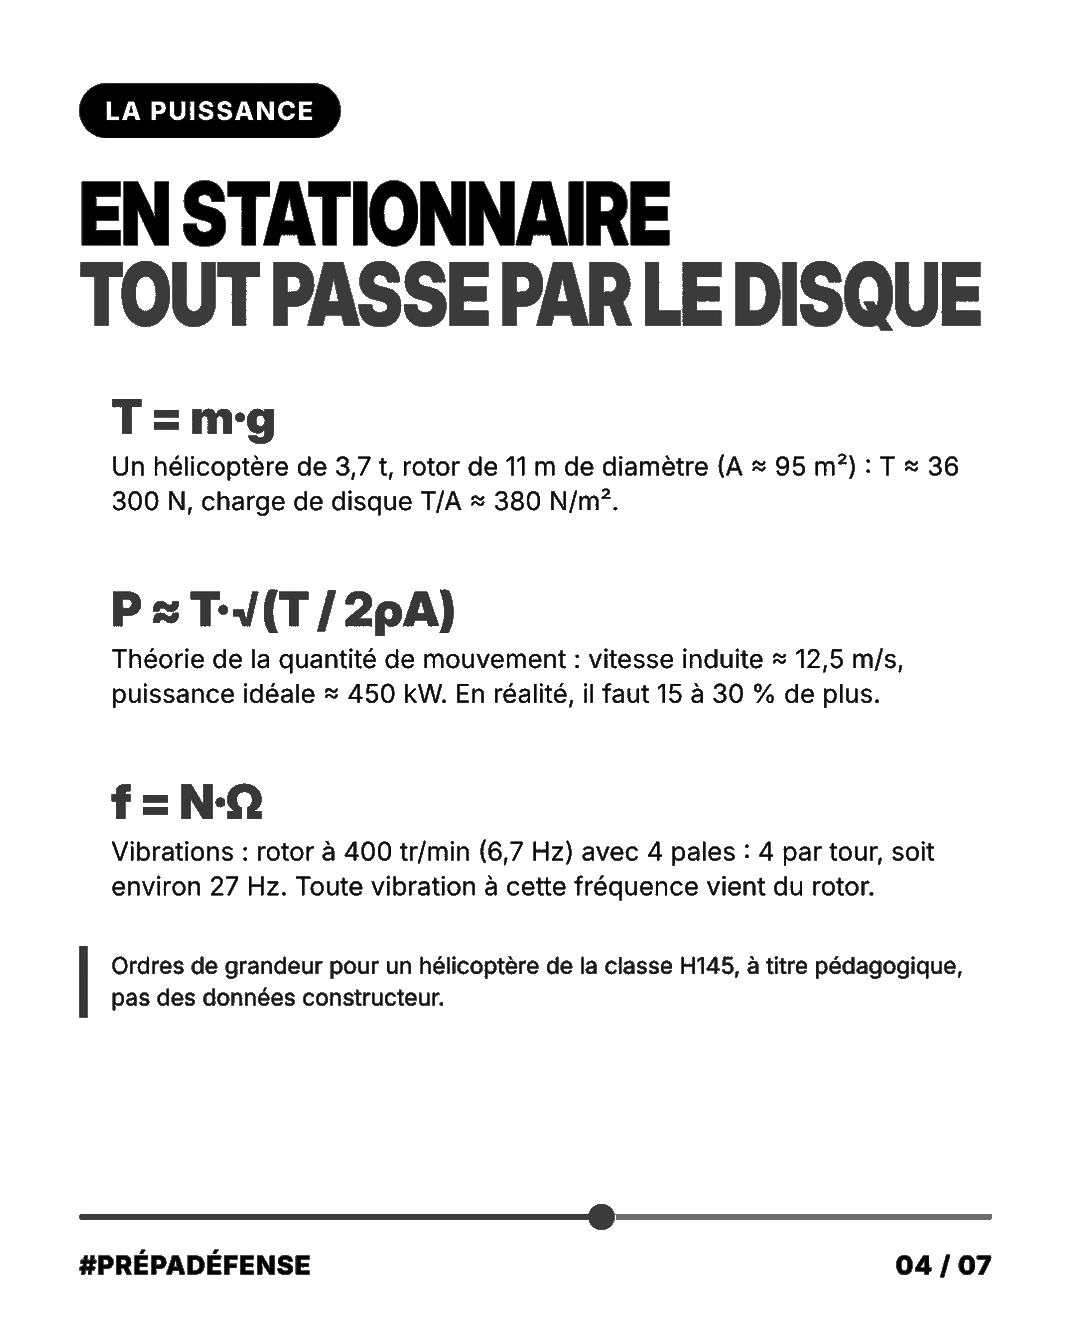 LA PUISSANCE
EN STATIONNAIRE
TOUT PASSE PAR LE DISQUE
T = m·g
Un hélicoptère de 3,7 t, rotor de 11 m de diamètre (A ≈ 95 m²) : T ≈ 36
300 N, charge de disque T/A ≈ 380 N/m².
P ≈ T·√(T / 2ρA)
Théorie de la quantité de mouvement : vitesse induite ≈ 12,5 m/s,
puissance idéale ≈ 450 kW. En réalité, il faut 15 à 30 % de plus.
f = N·Ω
Vibrations : rotor à 400 tr/min (6,7 Hz) avec 4 pales : 4 par tour, soit
environ 27 Hz. Toute vibration à cette fréquence vient du rotor.
Ordres de grandeur pour un hélicoptère de la classe H145, à titre pédagogique,
pas des données constructeur.
#PRÉPADÉFENSE
04 / 07